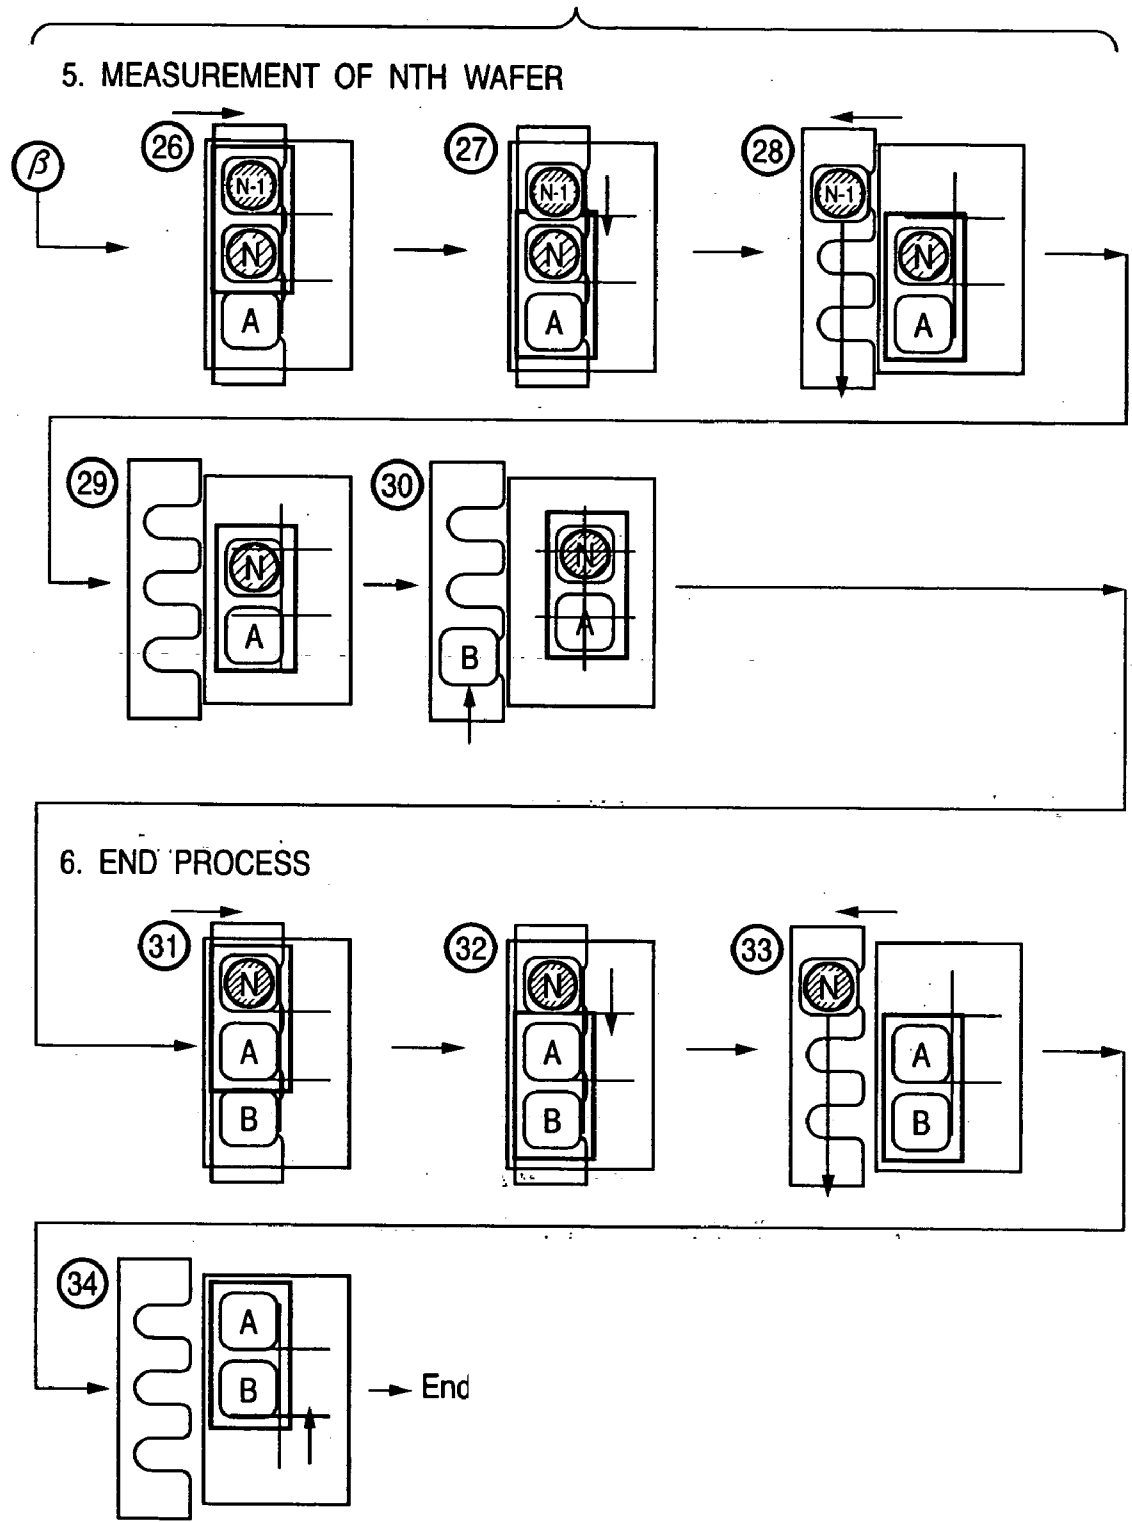 5. MEASUREMENT OF NTH WAFER
β
26
N-1
N
A
27
N-1
N
A
28
N-1
N
A
29
N
A
30
N
A
B
6. END PROCESS
31
N
A
B
32
N
A
B
33
N
A
B
34
A
B
End